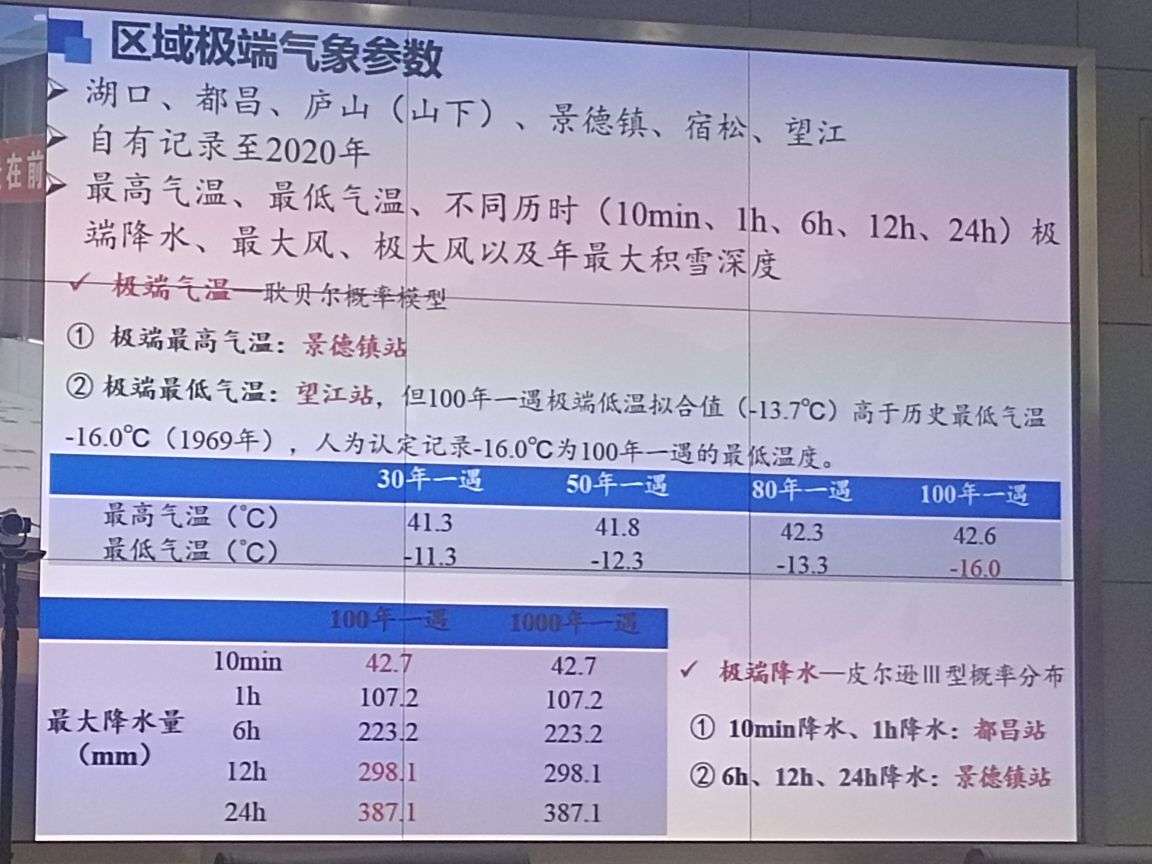 区域极端气象参数
湖口、都昌、庐山（山下）、景德镇、宿松、望江
自有记录至2020年
在前
最高气温、最低气温、不同历时（10min、1h、6h、12h、24h）极
端降水、最大风、极大风以及年最大积雪深度
✓ 极端气温—耿贝尔概率模型
① 极端最高气温：景德镇站
② 极端最低气温：望江站，但100年一遇极端低温拟合值（-13.7℃）高于历史最低气温
-16.0℃（1969年），人为认定记录-16.0℃为100年一遇的最低温度。
30年一遇 50年一遇 80年一遇 100年一遇
最高气温（℃） 41.3 41.8 42.3 42.6
最低气温（℃） -11.3 -12.3 -13.3 -16.0
100年一遇 1000年一遇
最大降水量
（mm）
10min 42.7 42.7
1h 107.2 107.2
6h 223.2 223.2
12h 298.1 298.1
24h 387.1 387.1
✓ 极端降水—皮尔逊Ⅲ型概率分布
① 10min降水、1h降水：都昌站
② 6h、12h、24h降水：景德镇站